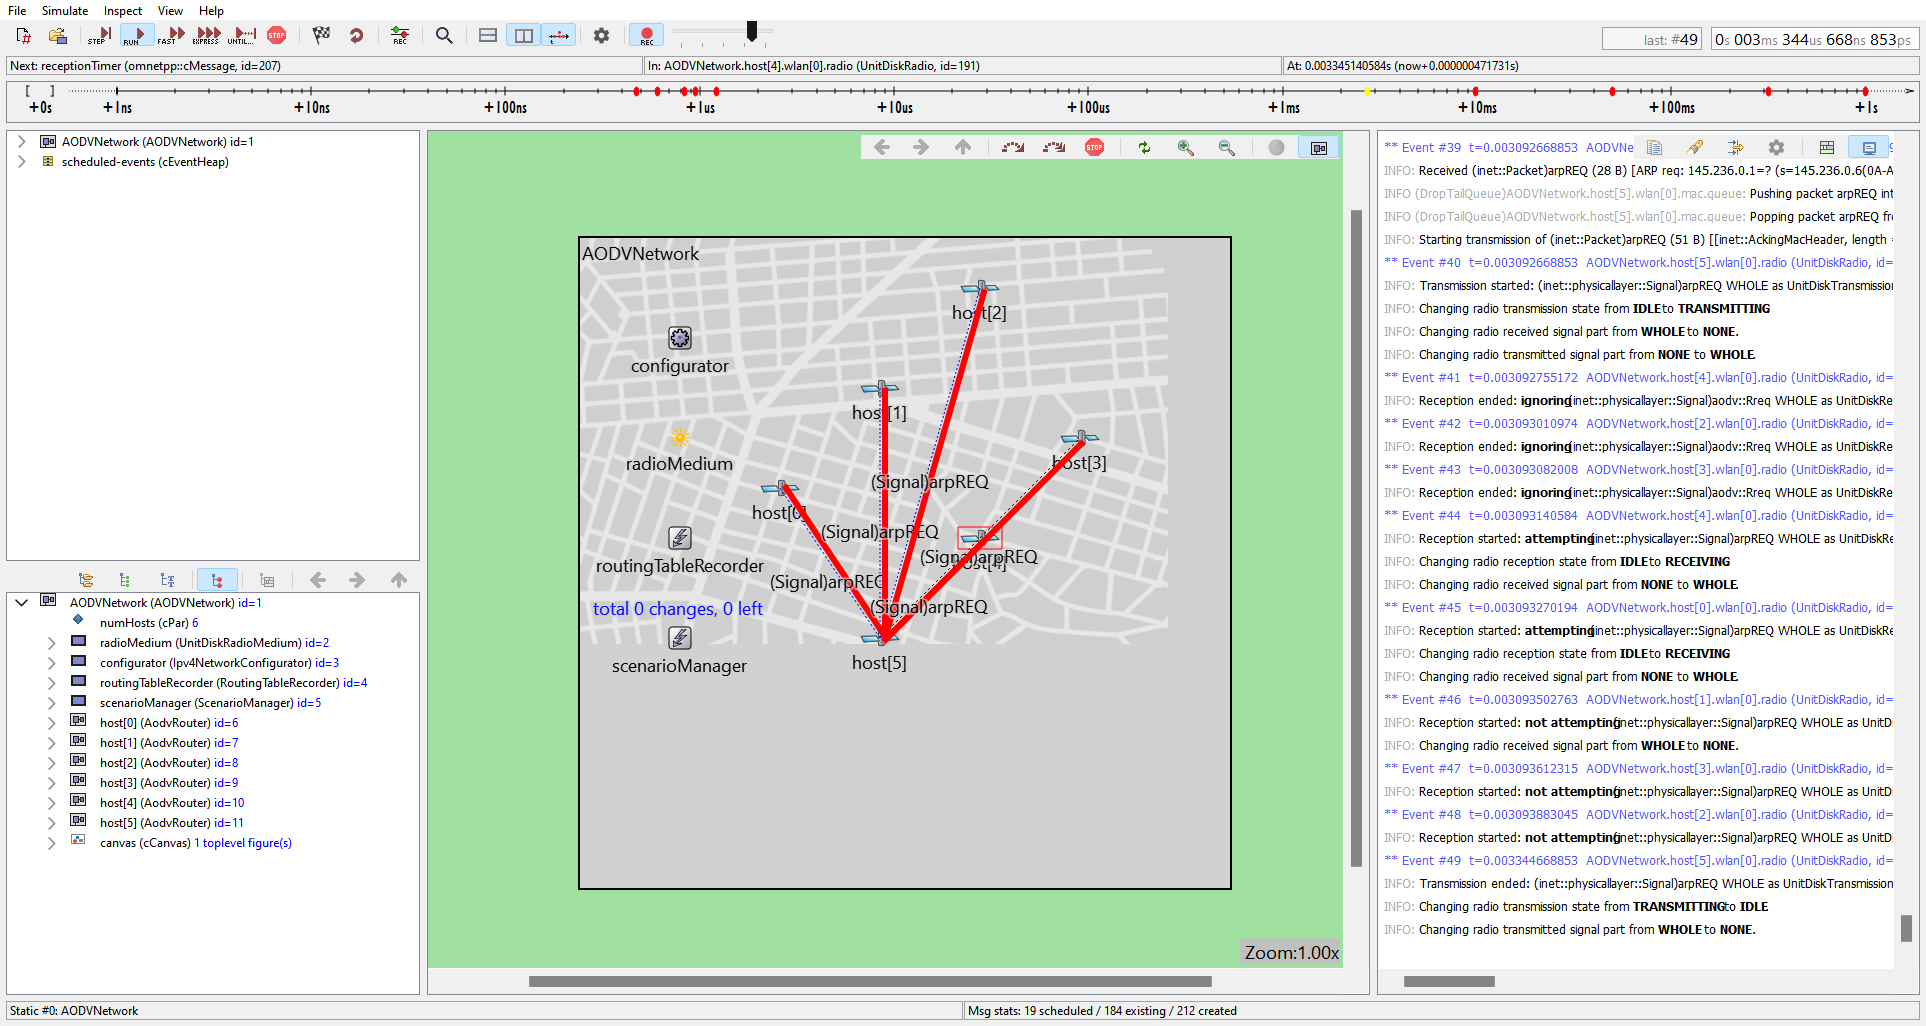 File Simulate Inspect View Help
STEP RUN FAST EXPRESS UNTIL... STOP REC REC
last: #49 0s 003ms 344us 668ns 853ps
Next: receptionTimer (omnetpp::cMessage, id=207) In: AODVNetwork.host[4].wlan[0].radio (UnitDiskRadio, id=191) At: 0.003345140584s (now+0.000000471731s)
[ ]
+0s +1ns +10ns +100ns +1us +10us +100us +1ms +10ms +100ms +1s
AODVNetwork (AODVNetwork) id=1
scheduled-events (cEventHeap)
AODVNetwork (AODVNetwork) id=1
numHosts (cPar) 6
radioMedium (UnitDiskRadioMedium) id=2
configurator (Ipv4NetworkConfigurator) id=3
routingTableRecorder (RoutingTableRecorder) id=4
scenarioManager (ScenarioManager) id=5
host[0] (AodvRouter) id=6
host[1] (AodvRouter) id=7
host[2] (AodvRouter) id=8
host[3] (AodvRouter) id=9
host[4] (AodvRouter) id=10
host[5] (AodvRouter) id=11
canvas (cCanvas) 1 toplevel figure(s)
STOP
AODVNetwork
host[2]
configurator
host[1]
radioMedium
host[3]
(Signal)arpREQ
host[0]
(Signal)arpREQ
routingTableRecorder
(Signal)arpREQ
(Signal)arpREQ
total 0 changes, 0 left
(Signal)arpREQ
scenarioManager
host[5]
Zoom:1.00x
** Event #39 t=0.003092668853 AODVNe
INFO: Received (inet::Packet)arpREQ (28 B) [ARP req: 145.236.0.1=? (s=145.236.0.6(0A-A
INFO (DropTailQueue)AODVNetwork.host[5].wlan[0].mac.queue: Pushing packet arpREQ int
INFO (DropTailQueue)AODVNetwork.host[5].wlan[0].mac.queue: Popping packet arpREQ fr
INFO: Starting transmission of (inet::Packet)arpREQ (51 B) [[inet::AckingMacHeader, length =
** Event #40 t=0.003092668853 AODVNetwork.host[5].wlan[0].radio (UnitDiskRadio, id=
INFO: Transmission started: (inet::physicallayer::Signal)arpREQ WHOLE as UnitDiskTransmission
INFO: Changing radio transmission state from IDLE to TRANSMITTING
INFO: Changing radio received signal part from WHOLE to NONE.
INFO: Changing radio transmitted signal part from NONE to WHOLE
** Event #41 t=0.003092755172 AODVNetwork.host[4].wlan[0].radio (UnitDiskRadio, id=
INFO: Reception ended: ignoring(inet::physicallayer::Signal)aodv::Rreq WHOLE as UnitDiskRe
** Event #42 t=0.003093010974 AODVNetwork.host[2].wlan[0].radio (UnitDiskRadio, id=
INFO: Reception ended: ignoring(inet::physicallayer::Signal)aodv::Rreq WHOLE as UnitDiskRe
** Event #43 t=0.003093082008 AODVNetwork.host[3].wlan[0].radio (UnitDiskRadio, id=
INFO: Reception ended: ignoring(inet::physicallayer::Signal)aodv::Rreq WHOLE as UnitDiskRe
** Event #44 t=0.003093140584 AODVNetwork.host[4].wlan[0].radio (UnitDiskRadio, id=
INFO: Reception started: attempting(inet::physicallayer::Signal)arpREQ WHOLE as UnitDiskRe
INFO: Changing radio reception state from IDLE to RECEIVING
INFO: Changing radio received signal part from NONE to WHOLE
** Event #45 t=0.003093270194 AODVNetwork.host[0].wlan[0].radio (UnitDiskRadio, id=
INFO: Reception started: attempting(inet::physicallayer::Signal)arpREQ WHOLE as UnitDiskRe
INFO: Changing radio reception state from IDLE to RECEIVING
INFO: Changing radio received signal part from NONE to WHOLE
** Event #46 t=0.003093502763 AODVNetwork.host[1].wlan[0].radio (UnitDiskRadio, id=
INFO: Reception started: not attempting(inet::physicallayer::Signal)arpREQ WHOLE as UnitD
INFO: Changing radio received signal part from WHOLE to NONE.
** Event #47 t=0.003093612315 AODVNetwork.host[3].wlan[0].radio (UnitDiskRadio, id=
INFO: Reception started: not attempting(inet::physicallayer::Signal)arpREQ WHOLE as UnitD
** Event #48 t=0.003093883045 AODVNetwork.host[2].wlan[0].radio (UnitDiskRadio, id=
INFO: Reception started: not attempting(inet::physicallayer::Signal)arpREQ WHOLE as UnitD
** Event #49 t=0.003344668853 AODVNetwork.host[5].wlan[0].radio (UnitDiskRadio, id=
INFO: Transmission ended: (inet::physicallayer::Signal)arpREQ WHOLE as UnitDiskTransmission
INFO: Changing radio transmission state from TRANSMITTING to IDLE
INFO: Changing radio transmitted signal part from WHOLE to NONE.
Static #0: AODVNetwork Msg stats: 19 scheduled / 184 existing / 212 created